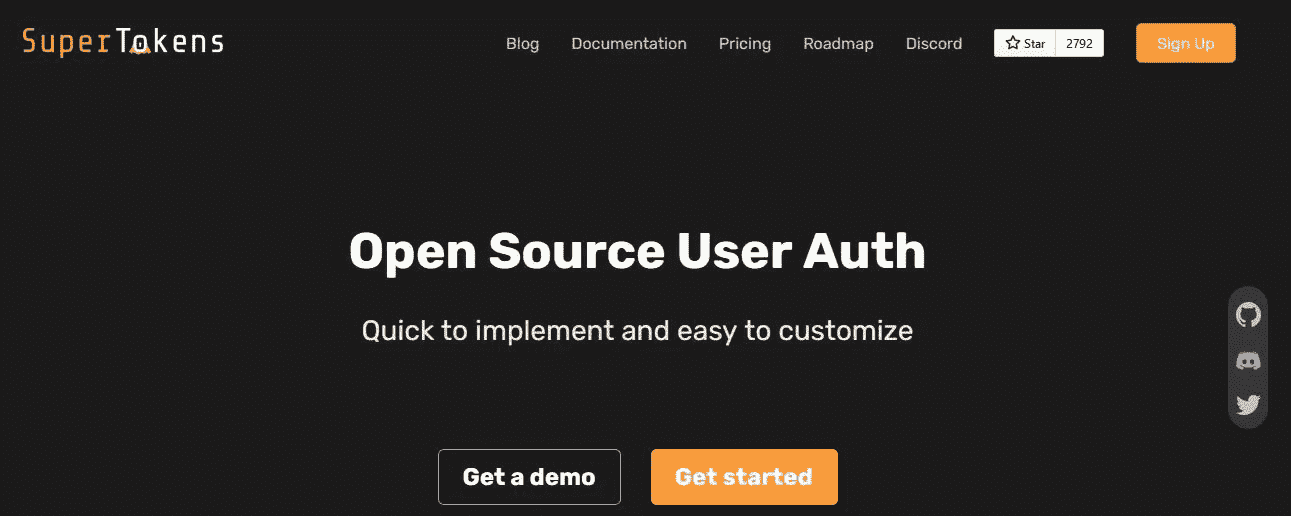 SuperTokens
Blog Documentation Pricing Roadmap Discord Star 2792 Sign Up
Open Source User Auth
Quick to implement and easy to customize
Get a demo Get started